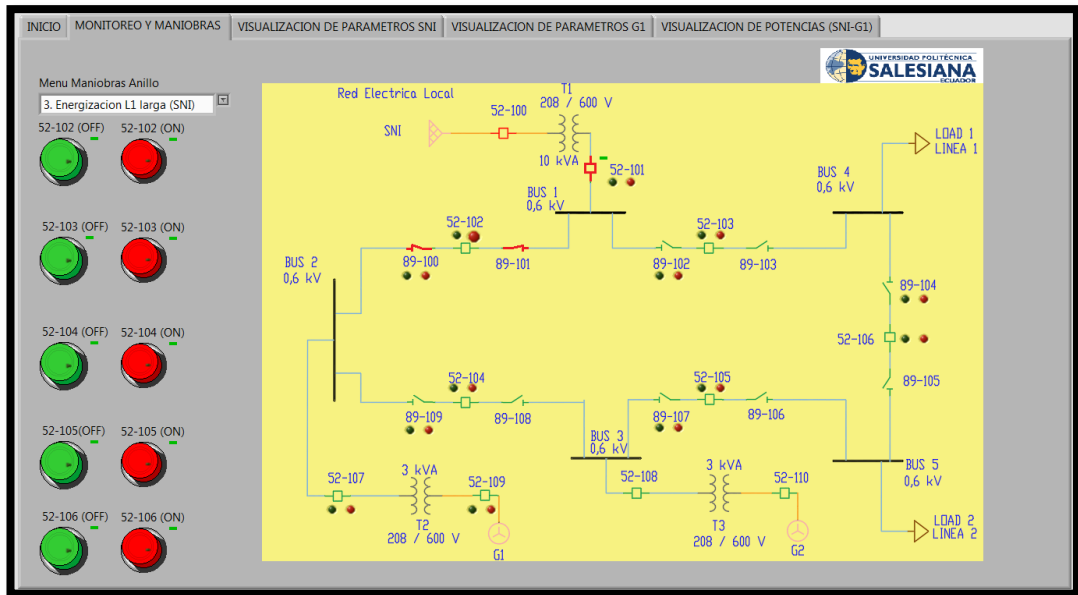 INICIO
MONITOREO Y MANIOBRAS
VISUALIZACION DE PARAMETROS SNI
VISUALIZACION DE PARAMETROS G1
VISUALIZACION DE POTENCIAS (SNI-G1)
UNIVERSIDAD POLITÉCNICA
SALESIANA
ECUADOR
Menu Maniobras Anillo
3. Energizacion L1 larga (SNI)
52-102 (OFF)
52-102 (ON)
52-103 (OFF)
52-103 (ON)
52-104 (OFF)
52-104 (ON)
52-105(OFF)
52-105 (ON)
52-106 (OFF)
52-106 (ON)
Red Electrica Local
T1
208 / 600 V
52-100
SNI
10 kVA
52-101
LOAD 1
LINEA 1
BUS 4
0,6 kV
BUS 1
0,6 kV
52-102
52-103
89-100
89-101
89-102
89-103
BUS 2
0,6 kV
89-104
52-106
89-105
52-104
52-105
89-109
89-108
89-107
89-106
BUS 3
0,6 kV
BUS 5
0,6 kV
52-107
3 kVA
52-109
52-108
3 kVA
52-110
T2
208 / 600 V
G1
T3
208 / 600 V
G2
LOAD 2
LINEA 2